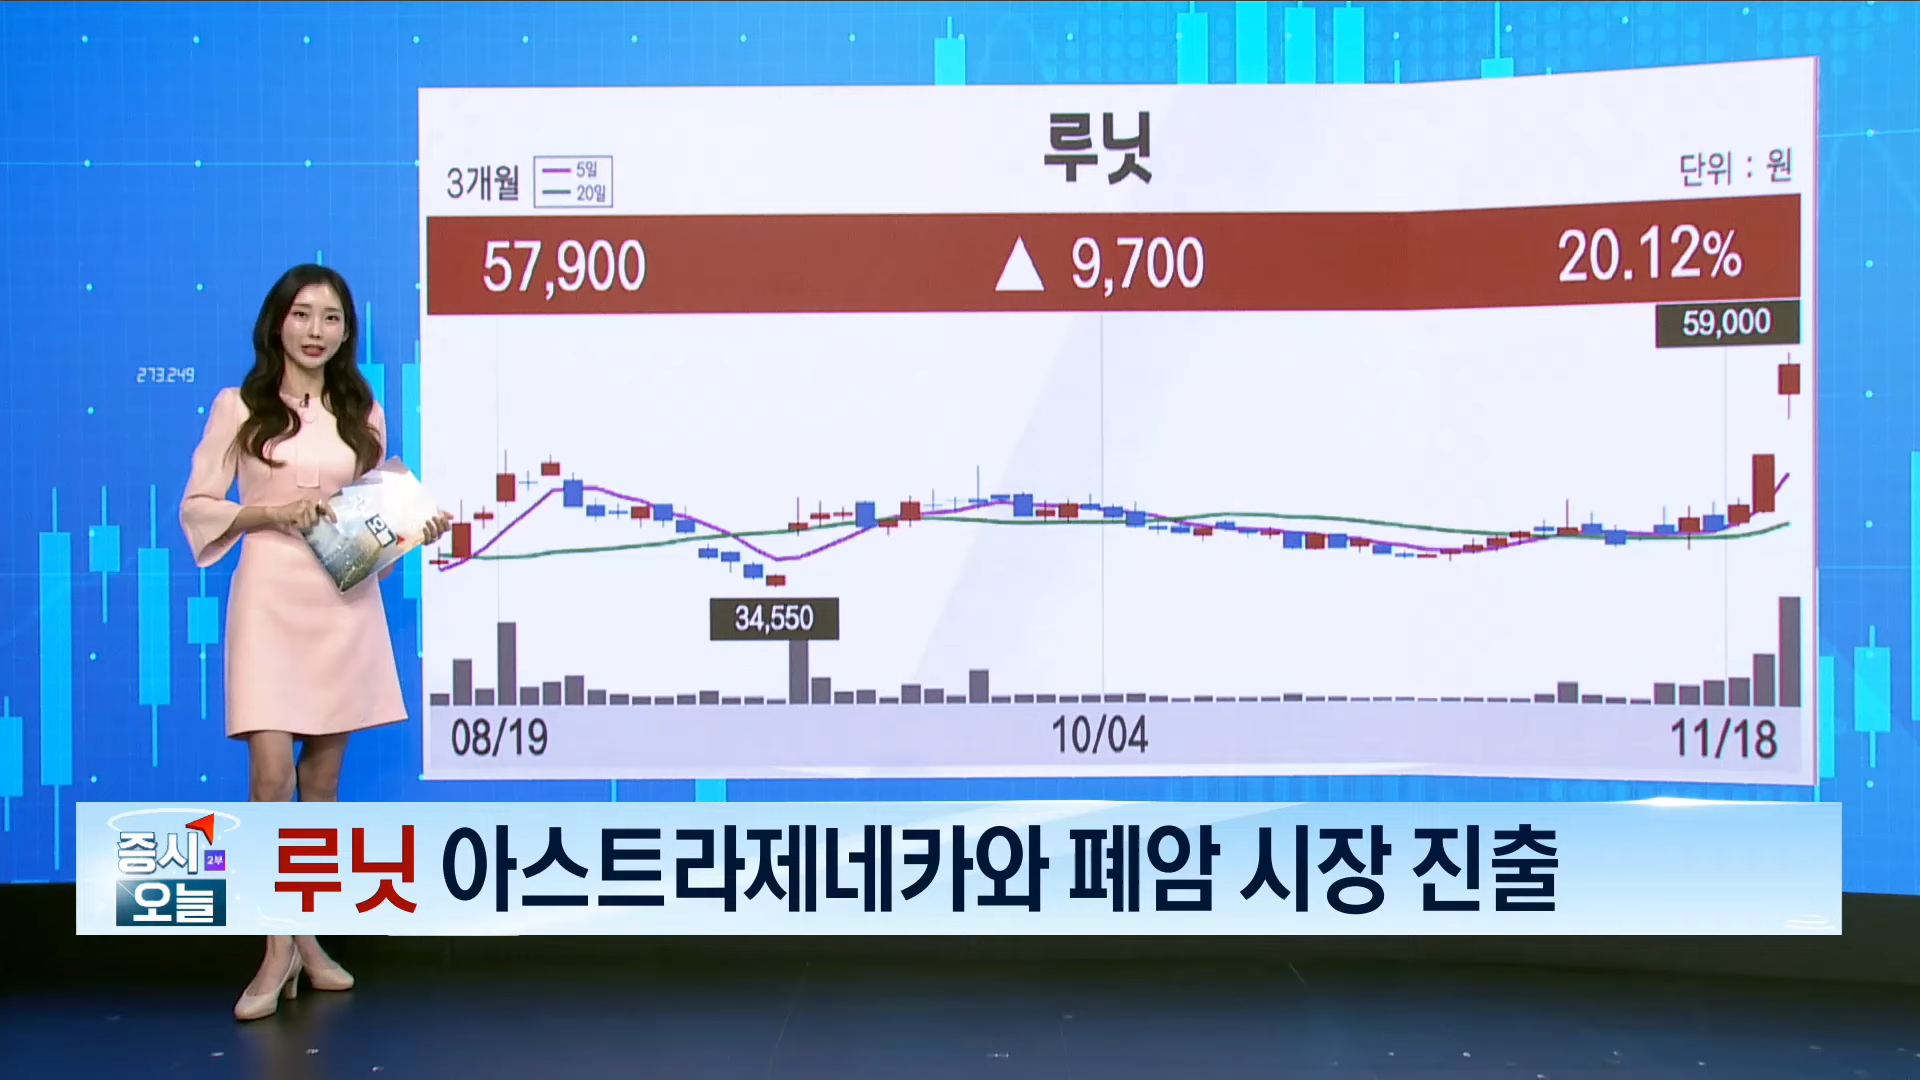 루닛
3개월
5일
20일
단위 : 원
57,900 ▲ 9,700 20.12%
59,000
273.249
34,550
08/19 10/04 11/18
증시 2부
오늘
루닛 아스트라제네카와 폐암 시장 진출